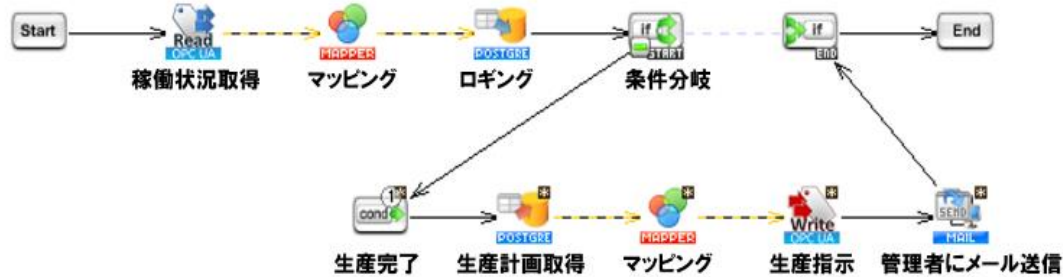 Start
Read
OPC UA
稼働状況取得
MAPPER
マッピング
POSTGRE
ロギング
if
START
条件分岐
if
END
End
1
cond
生産完了
POSTGRE
生産計画取得
MAPPER
マッピング
Write
OPC UA
生産指示
SEND
MAIL
管理者にメール送信